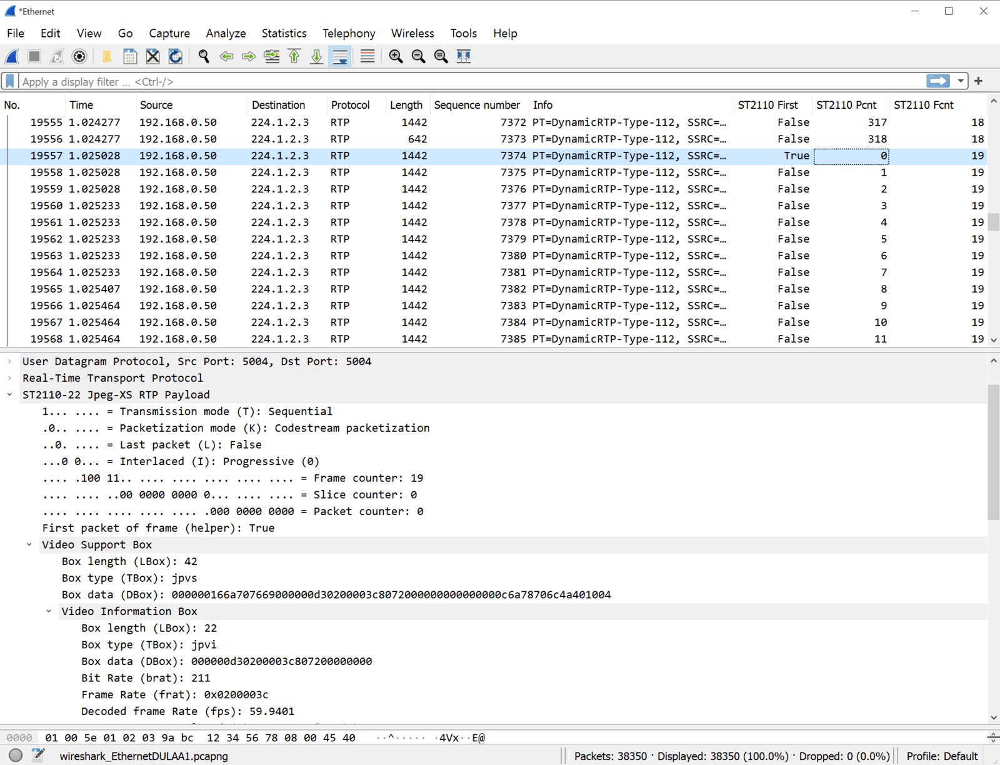 *Ethernet
File Edit View Go Capture Analyze Statistics Telephony Wireless Tools Help
Apply a display filter ... <Ctrl-/>
No. Time Source Destination Protocol Length Sequence number Info ST2110 First ST2110 Pcnt ST2110 Fcnt
19555 1.024277 192.168.0.50 224.1.2.3 RTP 1442 7372 PT=DynamicRTP-Type-112, SSRC=… False 317 18
19556 1.024277 192.168.0.50 224.1.2.3 RTP 642 7373 PT=DynamicRTP-Type-112, SSRC=… False 318 18
19557 1.025028 192.168.0.50 224.1.2.3 RTP 1442 7374 PT=DynamicRTP-Type-112, SSRC=… True 0 19
19558 1.025028 192.168.0.50 224.1.2.3 RTP 1442 7375 PT=DynamicRTP-Type-112, SSRC=… False 1 19
19559 1.025028 192.168.0.50 224.1.2.3 RTP 1442 7376 PT=DynamicRTP-Type-112, SSRC=… False 2 19
19560 1.025233 192.168.0.50 224.1.2.3 RTP 1442 7377 PT=DynamicRTP-Type-112, SSRC=… False 3 19
19561 1.025233 192.168.0.50 224.1.2.3 RTP 1442 7378 PT=DynamicRTP-Type-112, SSRC=… False 4 19
19562 1.025233 192.168.0.50 224.1.2.3 RTP 1442 7379 PT=DynamicRTP-Type-112, SSRC=… False 5 19
19563 1.025233 192.168.0.50 224.1.2.3 RTP 1442 7380 PT=DynamicRTP-Type-112, SSRC=… False 6 19
19564 1.025233 192.168.0.50 224.1.2.3 RTP 1442 7381 PT=DynamicRTP-Type-112, SSRC=… False 7 19
19565 1.025407 192.168.0.50 224.1.2.3 RTP 1442 7382 PT=DynamicRTP-Type-112, SSRC=… False 8 19
19566 1.025464 192.168.0.50 224.1.2.3 RTP 1442 7383 PT=DynamicRTP-Type-112, SSRC=… False 9 19
19567 1.025464 192.168.0.50 224.1.2.3 RTP 1442 7384 PT=DynamicRTP-Type-112, SSRC=… False 10 19
19568 1.025464 192.168.0.50 224.1.2.3 RTP 1442 7385 PT=DynamicRTP-Type-112, SSRC=… False 11 19
User Datagram Protocol, Src Port: 5004, Dst Port: 5004
Real-Time Transport Protocol
ST2110-22 Jpeg-XS RTP Payload
1... .... = Transmission mode (T): Sequential
.0.. .... = Packetization mode (K): Codestream packetization
..0. .... = Last packet (L): False
...0 0... = Interlaced (I): Progressive (0)
.... .100 11.. .... .... .... .... .... = Frame counter: 19
.... .... ..00 0000 0000 0... .... .... = Slice counter: 0
.... .... .... .... .... .000 0000 0000 = Packet counter: 0
First packet of frame (helper): True
Video Support Box
Box length (LBox): 42
Box type (TBox): jpvs
Box data (DBox): 000000166a707669000000d30200003c8072000000000000000c6a78706c4a401004
Video Information Box
Box length (LBox): 22
Box type (TBox): jpvi
Box data (DBox): 000000d30200003c807200000000
Bit Rate (brat): 211
Frame Rate (frat): 0x0200003c
Decoded frame Rate (fps): 59.9401
0000 01 00 5e 01 02 03 9a bc 12 34 56 78 08 00 45 40 ··^····· ·4Vx··E@
wireshark_EthernetDULAA1.pcapng Packets: 38350 · Displayed: 38350 (100.0%) · Dropped: 0 (0.0%) Profile: Default